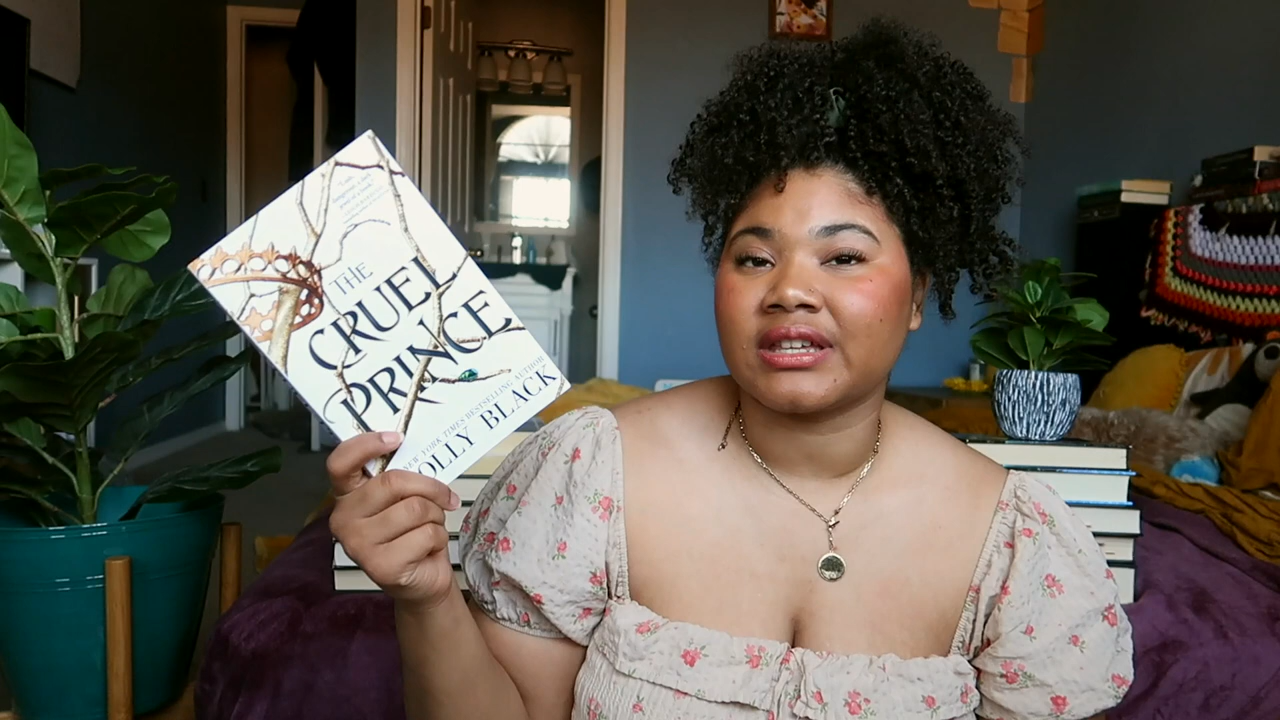 THE
CRUEL
PRINCE
NEW YORK TIMES BESTSELLING AUTHOR
OLLY BLACK